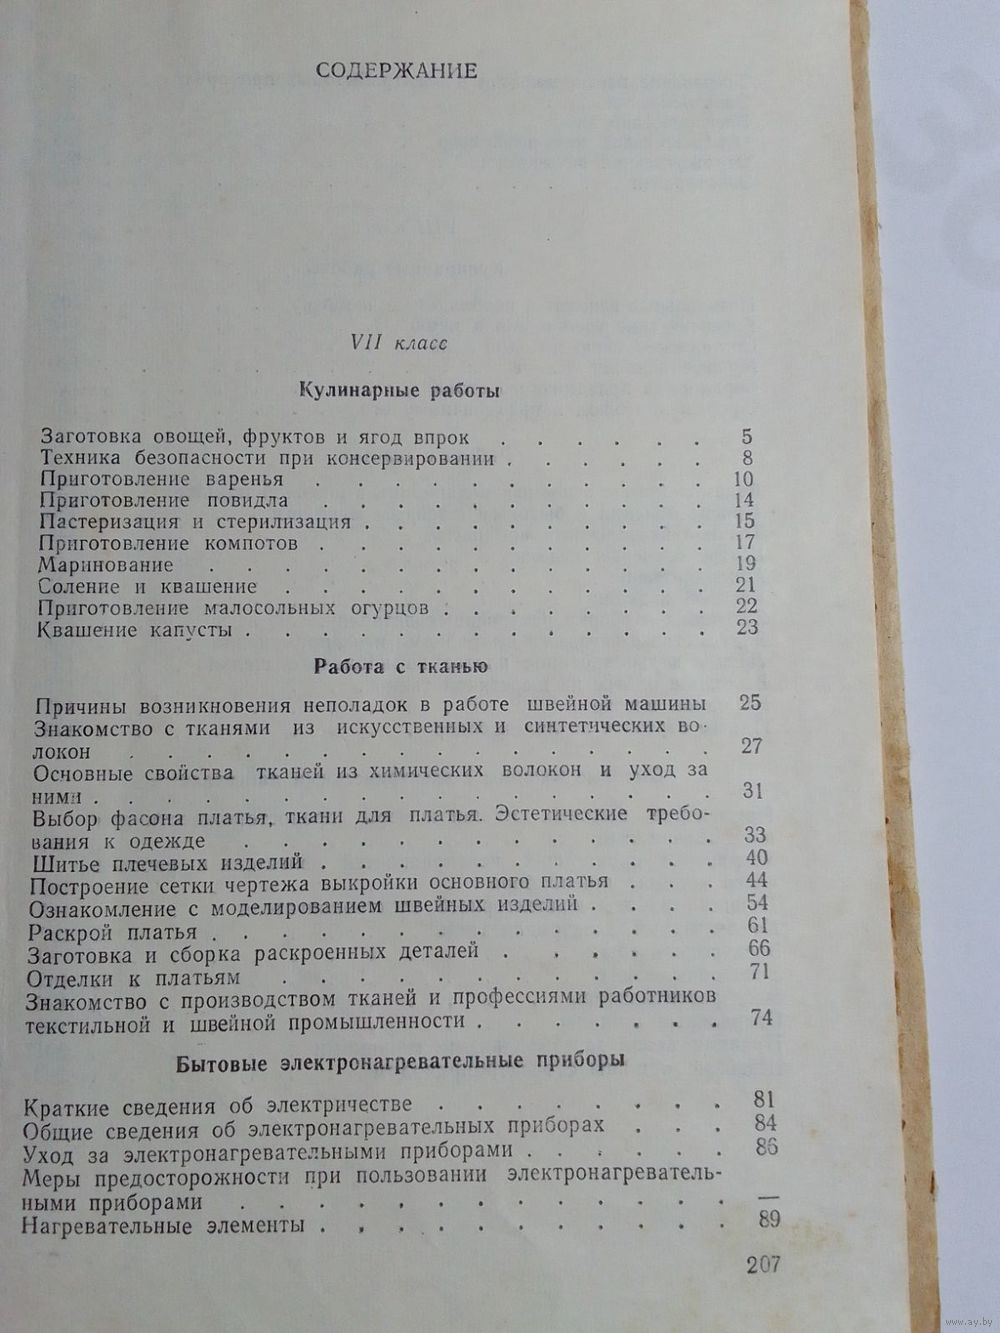 СОДЕРЖАНИЕ
VII класс
Кулинарные работы
Заготовка овощей, фруктов и ягод впрок . . . . . . 5
Техника безопасности при консервировании . . . . . . 8
Приготовление варенья . . . . . . . . . . 10
Приготовление повидла . . . . . . . . . . 14
Пастеризация и стерилизация . . . . . . . . . 15
Приготовление компотов . . . . . . . . . . 17
Маринование . . . . . . . . . . . . 19
Соление и квашение . . . . . . . . . . 21
Приготовление малосольных огурцов . . . . . . . 22
Квашение капусты . . . . . . . . . . . . 23
Работа с тканью
Причины возникновения неполадок в работе швейной машины 25
Знакомство с тканями из искусственных и синтетических во-
локон . . . . . . . . . . . . . . . 27
Основные свойства тканей из химических волокон и уход за
ними . . . . . . . . . . . . . . . . 31
Выбор фасона платья, ткани для платья. Эстетические требо-
вания к одежде . . . . . . . . . . . 33
Шитье плечевых изделий . . . . . . . . . . 40
Построение сетки чертежа выкройки основного платья . . . 44
Ознакомление с моделированием швейных изделий . . . . 54
Раскрой платья . . . . . . . . . . . . . 61
Заготовка и сборка раскроенных деталей . . . . . . 66
Отделки к платьям . . . . . . . . . . . 71
Знакомство с производством тканей и профессиями работников
текстильной и швейной промышленности . . . . . . . 74
Бытовые электронагревательные приборы
Краткие сведения об электричестве . . . . . . . . 81
Общие сведения об электронагревательных приборах . . . 84
Уход за электронагревательными приборами . . . . . . 86
Меры предосторожности при пользовании электронагреватель-
ными приборами . . . . . . . . . . . . —
Нагревательные элементы . . . . . . . . . . . 89
207
www.ay.by